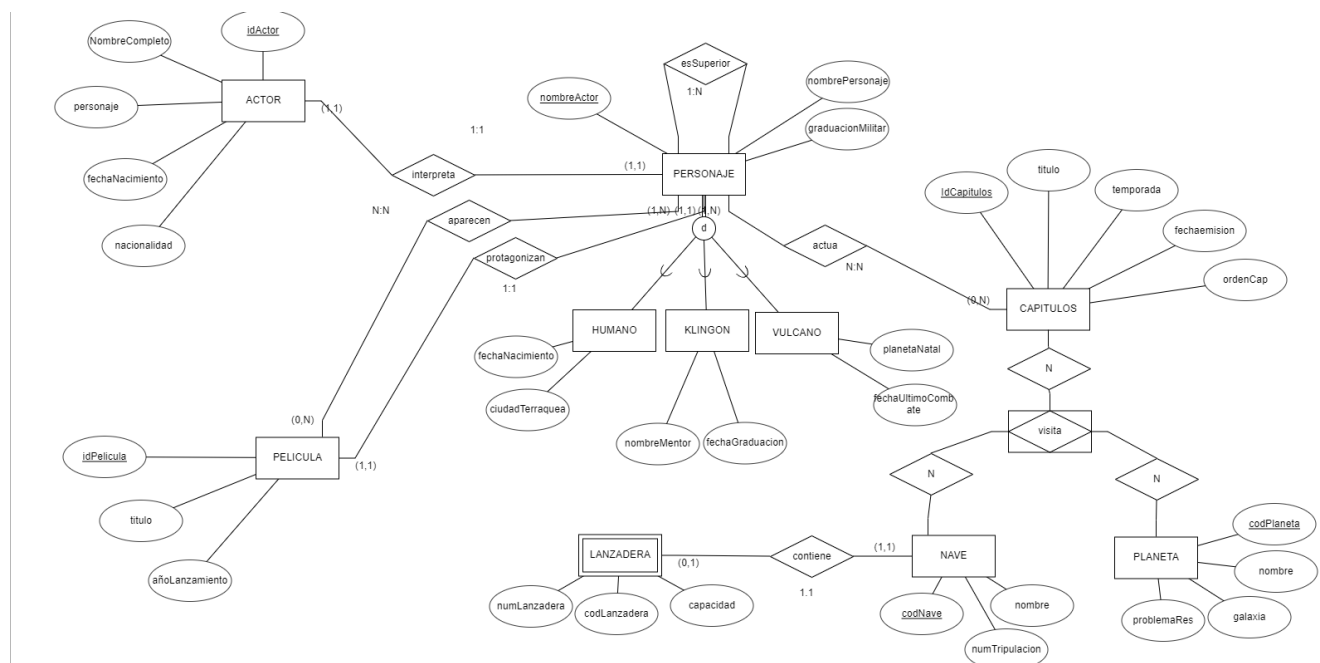 idActor
NombreCompleto
ACTOR
personaje
(1,1)
fechaNacimiento
nacionalidad
1:1
interpreta
esSuperior
1:N
nombreActor
nombrePersonaje
graduacionMilitar
(1,1)
PERSONAJE
N:N
aparecen
(1,N)
(1,1)
(1,N)
d
protagonizan
1:1
actua
N:N
(0,N)
IdCapitulos
titulo
temporada
fechaemision
ordenCap
CAPITULOS
HUMANO
KLINGON
VULCANO
fechaNacimiento
ciudadTerraquea
nombreMentor
fechaGraduacion
planetaNatal
fechaUltimoComb
ate
N
visita
N
N
(0,N)
idPelicula
PELICULA
(1,1)
titulo
añoLanzamiento
LANZADERA
(0,1)
contiene
1.1
(1,1)
NAVE
numLanzadera
codLanzadera
capacidad
codNave
nombre
numTripulacion
PLANETA
codPlaneta
nombre
galaxia
problemaRes